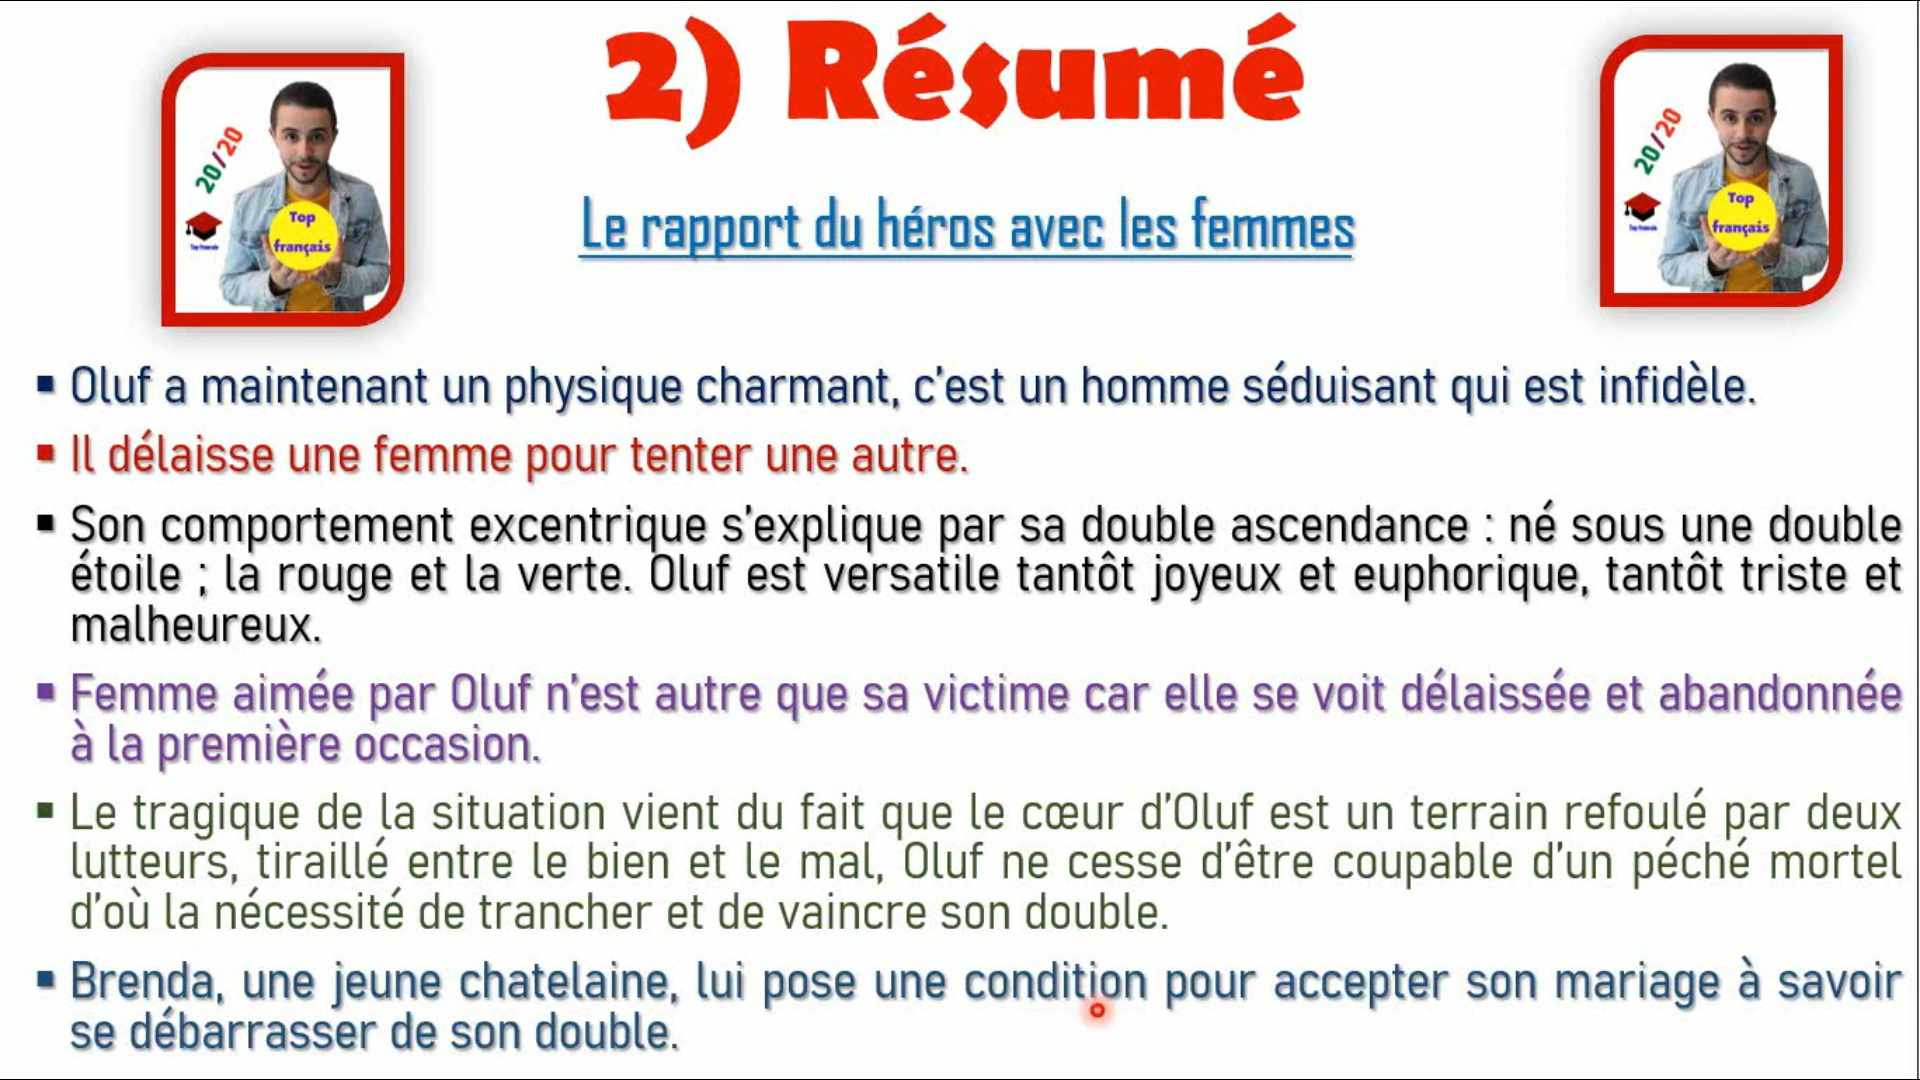 2) Résumé
20/20
Top
français
Top francais
20/20
Top
français
Top francais
Le rapport du héros avec les femmes
▪ Oluf a maintenant un physique charmant, c'est un homme séduisant qui est infidèle.
▪ Il délaisse une femme pour tenter une autre.
▪ Son comportement excentrique s'explique par sa double ascendance : né sous une double
étoile ; la rouge et la verte. Oluf est versatile tantôt joyeux et euphorique, tantôt triste et
malheureux.
▪ Femme aimée par Oluf n'est autre que sa victime car elle se voit délaissée et abandonnée
à la première occasion.
▪ Le tragique de la situation vient du fait que le cœur d'Oluf est un terrain refoulé par deux
lutteurs, tiraillé entre le bien et le mal, Oluf ne cesse d'être coupable d'un péché mortel
d'où la nécessité de trancher et de vaincre son double.
▪ Brenda, une jeune chatelaine, lui pose une condition pour accepter son mariage à savoir
se débarrasser de son double.